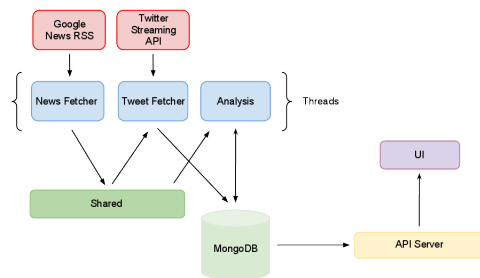 Google
News RSS
Twitter
Streaming
API
News Fetcher
Tweet Fetcher
Analysis
Threads
UI
Shared
MongoDB
API Server